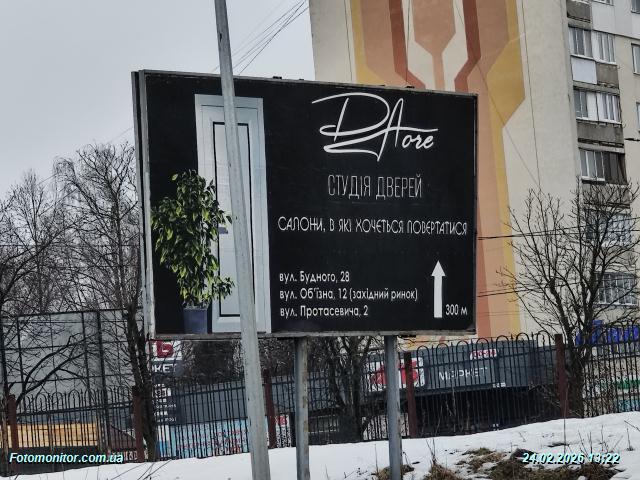 DAore
СТУДІЯ ДВЕРЕЙ
САЛОНИ, В ЯКІ ХОЧЕТЬСЯ ПОВЕРТАТИСЯ
вул. Будного, 28
вул. Об'їзна, 12 (західний ринок)
вул. Протасевича, 2
300 м
МАРКЕТ
Fotomonitor.com.ua
24.02.2026 13:22